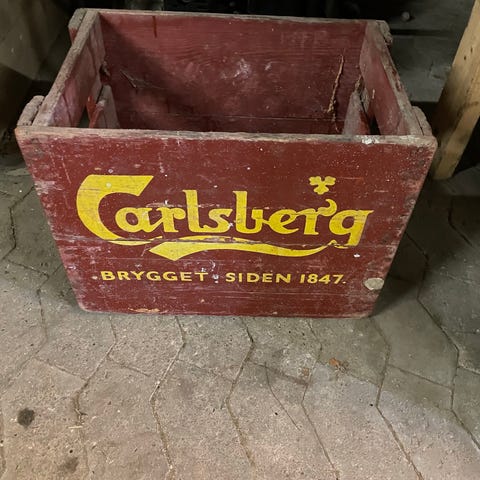 Carlsberg
BRYGGET. SIDEN 1847.